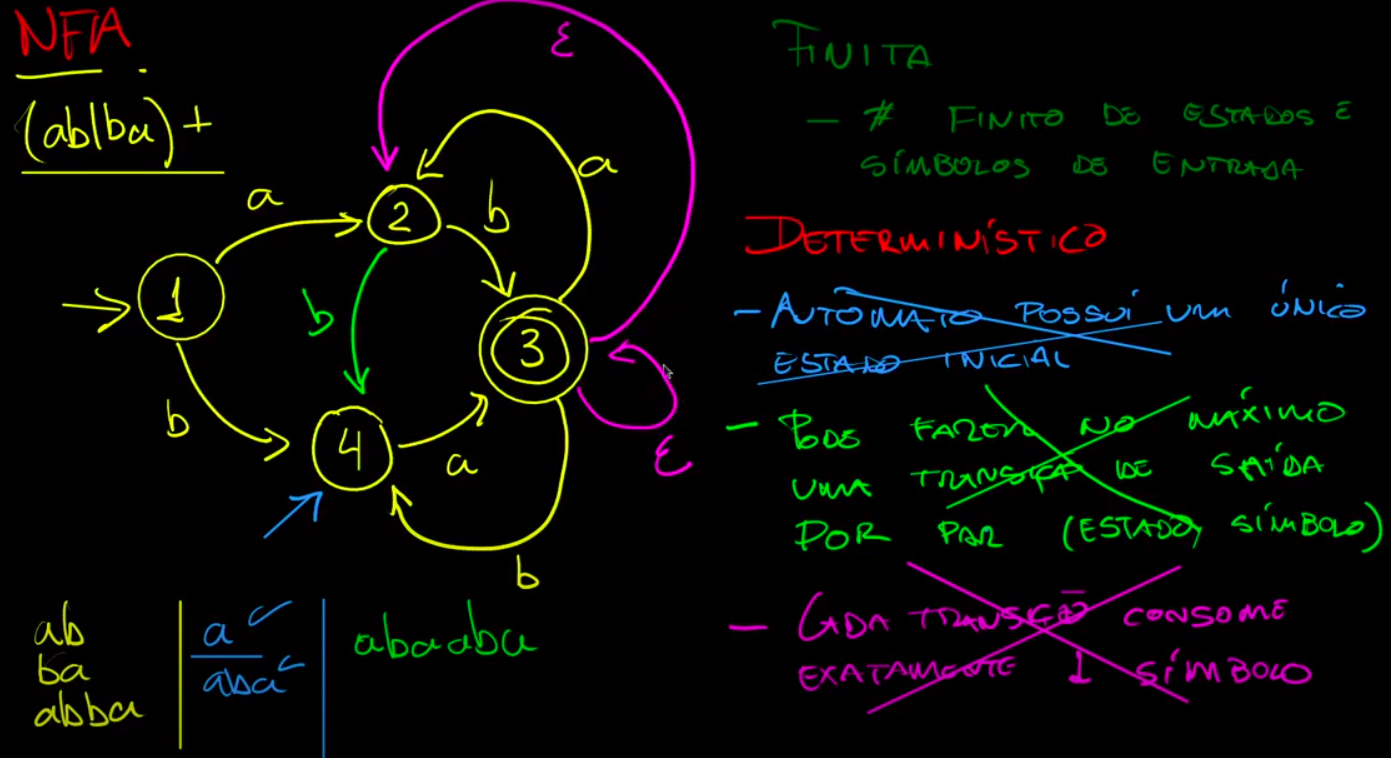 NFA
(ab|ba)+
ε
a
a
b
2
1
b
3
b
4
a
ε
b
ab
ba
abba
a
aba
abaaba
FINITA
- # FINITO DE ESTADOS E
SÍMBOLOS DE ENTRADA
DETERMINÍSTICO
- AUTOMATO POSSUI UM ÚNICO
ESTADO INICIAL
- PODE FAZER NO MÁXIMO
UMA TRANSIÇÃO DE SAÍDA
POR PAR (ESTADO, SÍMBOLO)
- CADA TRANSIÇÃO CONSOME
EXATAMENTE 1 SÍMBOLO